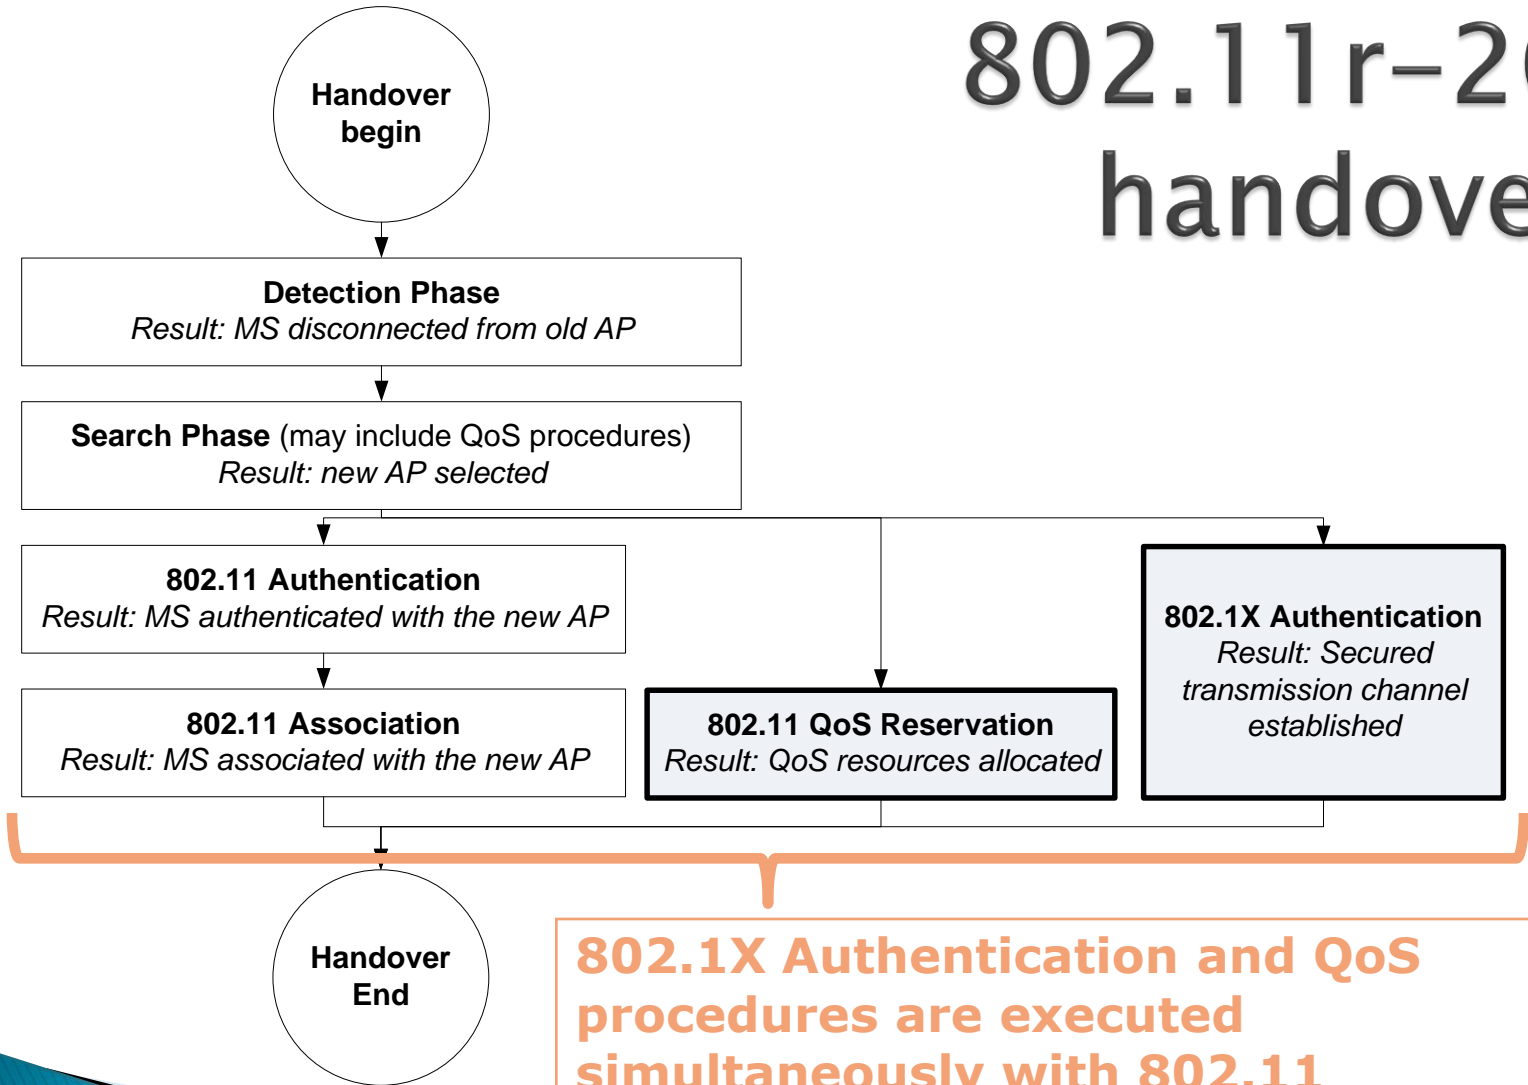 802.11r-20
handove
Handover
begin
Detection Phase
Result: MS disconnected from old AP
Search Phase (may include QoS procedures)
Result: new AP selected
802.11 Authentication
Result: MS authenticated with the new AP
802.11 Association
Result: MS associated with the new AP
802.11 QoS Reservation
Result: QoS resources allocated
802.1X Authentication
Result: Secured
transmission channel
established
Handover
End
802.1X Authentication and QoS
procedures are executed
simultaneously with 802.11